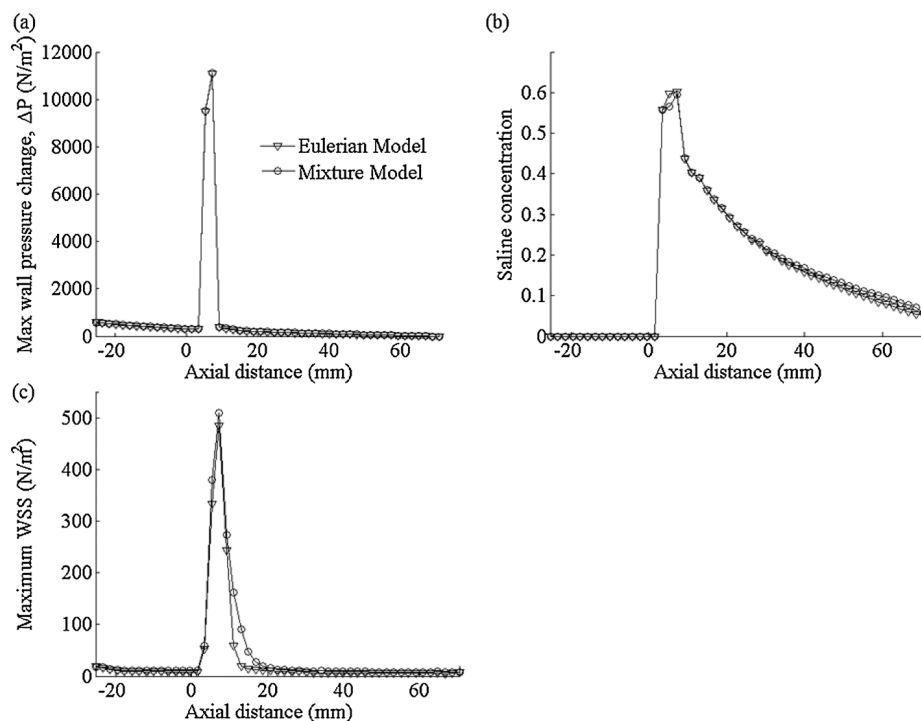 (a)
Max wall pressure change, ΔP (N/m²)
12000
10000
8000
6000
4000
2000
0
-20 0 20 40 60
Axial distance (mm)
Eulerian Model
Mixture Model
(b)
Saline concentration
0.6
0.5
0.4
0.3
0.2
0.1
0
-20 0 20 40 60
Axial distance (mm)
(c)
Maximum WSS (N/m²)
500
400
300
200
100
0
-20 0 20 40 60
Axial distance (mm)